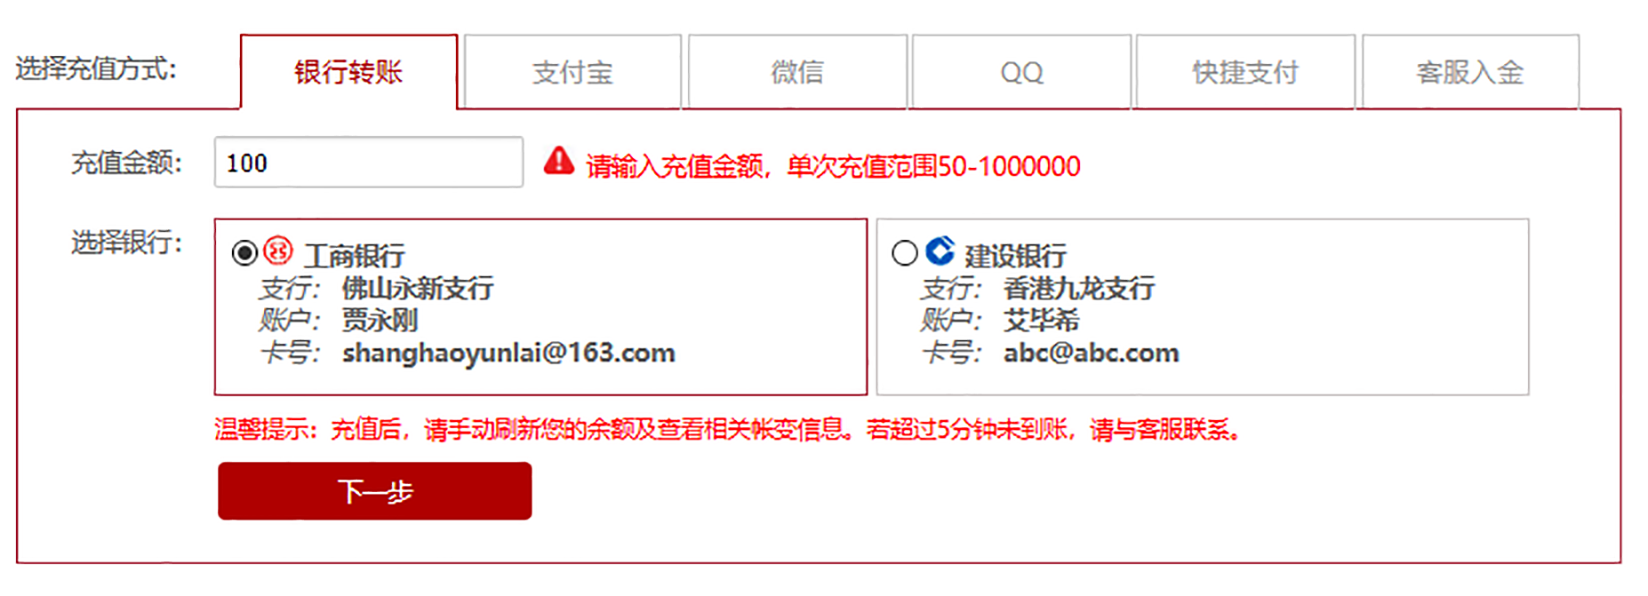 选择充值方式： 银行转账 支付宝 微信 QQ 快捷支付 客服入金
充值金额： 100 请输入充值金额，单次充值范围50-1000000
选择银行：
工商银行
支行： 佛山永新支行
账户： 贾永刚
卡号： shanghaoyunlai@163.com
建设银行
支行： 香港九龙支行
账户： 艾毕希
卡号： abc@abc.com
温馨提示：充值后，请手动刷新您的余额及查看相关帐变信息。若超过5分钟未到账，请与客服联系。
下一步